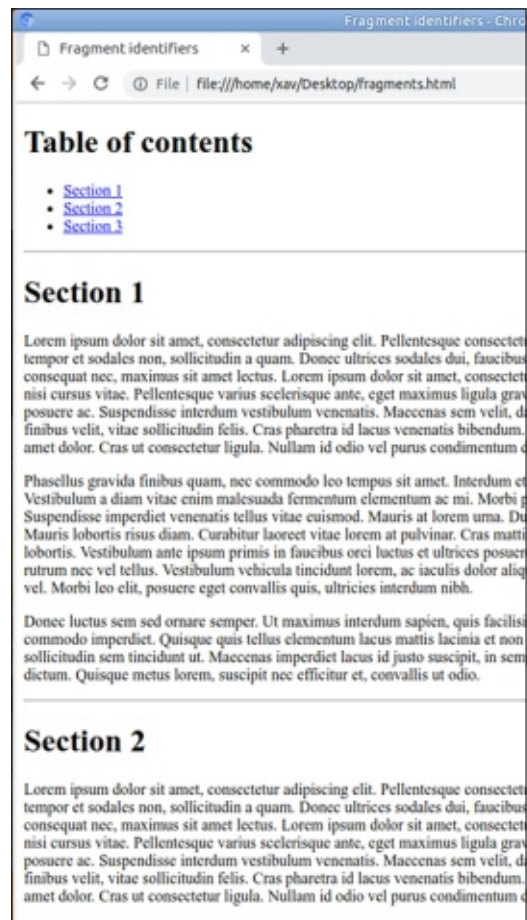 Fragment identifiers - Chro
Fragment identifiers × +
File | file:///home/xav/Desktop/fragments.html
Table of contents
• Section 1
• Section 2
• Section 3
Section 1
Lorem ipsum dolor sit amet, consectetur adipiscing elit. Pellentesque consectet
tempor et sodales non, sollicitudin a quam. Donec ultrices sodales dui, faucibus
consequat nec, maximus sit amet lectus. Lorem ipsum dolor sit amet, consectet
nisi cursus vitae. Pellentesque varius scelerisque ante, eget maximus ligula grav
posuere ac. Suspendisse interdum vestibulum venenatis. Maecenas sem velit, d
finibus velit, vitae sollicitudin felis. Cras pharetra id lacus venenatis bibendum.
amet dolor. Cras ut consectetur ligula. Nullam id odio vel purus condimentum
Phasellus gravida finibus quam, nec commodo leo tempus sit amet. Interdum et
Vestibulum a diam vitae enim malesuada fermentum elementum ac mi. Morbi p
Suspendisse imperdiet venenatis tellus vitae euismod. Mauris at lorem urna. Du
Mauris lobortis risus diam. Curabitur laoreet vitae lorem at pulvinar. Cras matti
lobortis. Vestibulum ante ipsum primis in faucibus orci luctus et ultrices posuer
rutrum nec vel tellus. Vestibulum vehicula tincidunt lorem, ac iaculis dolor aliq
vel. Morbi leo elit, posuere eget convallis quis, ultricies interdum nibh.
Donec luctus sem sed ornare semper. Ut maximus interdum sapien, quis facilisi
commodo imperdiet. Quisque quis tellus elementum lacus mattis lacinia et non
sollicitudin sem tincidunt ut. Maecenas imperdiet lacus id justo suscipit, in sem
dictum. Quisque metus lorem, suscipit nec efficitur et, convallis ut odio.
Section 2
Lorem ipsum dolor sit amet, consectetur adipiscing elit. Pellentesque consectet
tempor et sodales non, sollicitudin a quam. Donec ultrices sodales dui, faucibus
consequat nec, maximus sit amet lectus. Lorem ipsum dolor sit amet, consectet
nisi cursus vitae. Pellentesque varius scelerisque ante, eget maximus ligula grav
posuere ac. Suspendisse interdum vestibulum venenatis. Maecenas sem velit, d
finibus velit, vitae sollicitudin felis. Cras pharetra id lacus venenatis bibendum.
amet dolor. Cras ut consectetur ligula. Nullam id odio vel purus condimentum